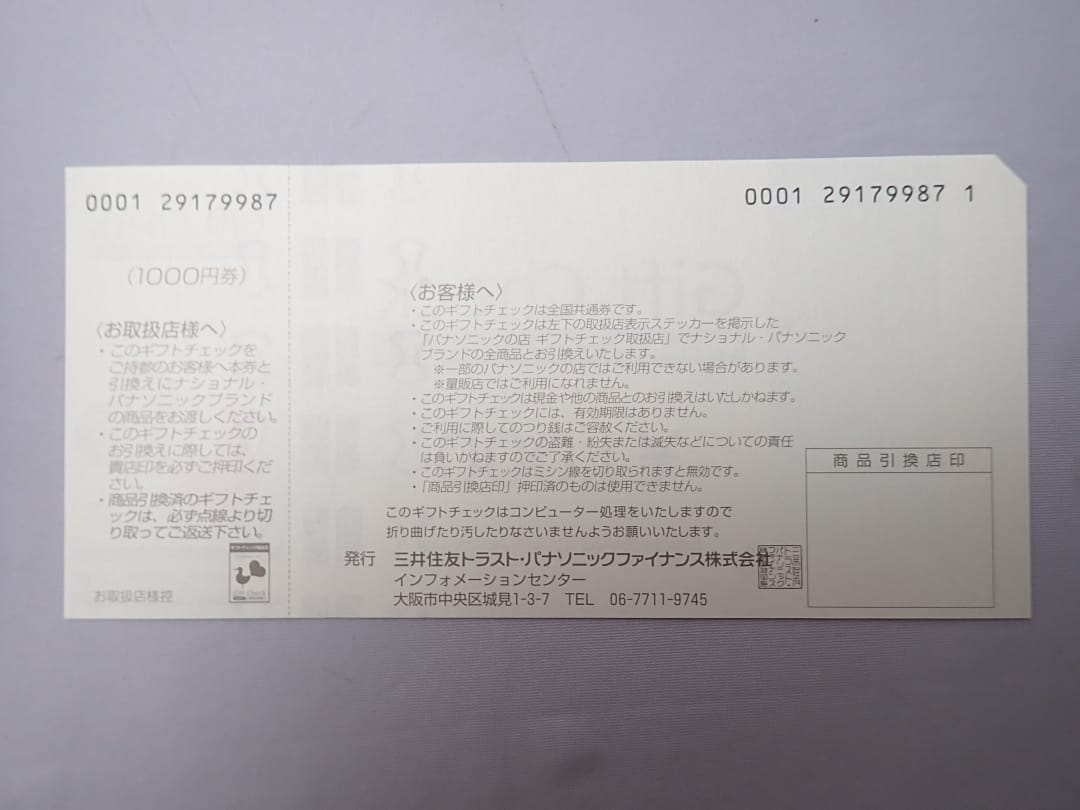 0001 29179987
(1000円券)
〈お取扱店様へ〉
・このギフトチェックを
ご持参のお客様へ本券と
引換えにナショナル・
パナソニックブランド
の商品をお渡しください。
・このギフトチェックの
お引換えに際しては、
貴店印を必ずご押印くだ
さい。
・商品引換済のギフトチェ
ックは、必ず点線より切
り取ってご返送下さい。
お取扱店様控
0001 29179987 1
〈お客様へ〉
・このギフトチェックは全国共通券です。
・このギフトチェックは左下の取扱店表示ステッカーを掲示した
「パナソニックの店 ギフトチェック取扱店」でナショナル・パナソニック
ブランドの全商品とお引換えいたします。
※一部のパナソニックの店ではご利用できない場合があります。
※量販店ではご利用になれません。
・このギフトチェックは現金や他の商品とのお引換えはいたしかねます。
・このギフトチェックには、有効期限はありません。
・ご利用に際してのつり銭はご容赦ください。
・このギフトチェックの盗難・紛失または滅失などについての責任
は負いかねますのでご了承ください。
・このギフトチェックはミシン線を切り取られますと無効です。
・「商品引換店印」押印済のものは使用できません。
このギフトチェックはコンピューター処理をいたしますので
折り曲げたり汚したりなさいませんようお願いいたします。
発行 三井住友トラスト・パナソニックファイナンス株式会社
インフォメーションセンター
大阪市中央区城見1-3-7 TEL 06-7711-9745
商品引換店印